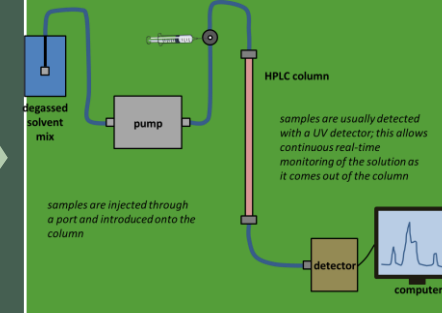 HPLC column
degassed
solvent
mix
pump
samples are usually detected
with a UV detector; this allows
continuous real-time
monitoring of the solution as
it comes out of the column
samples are injected through
a port and introduced onto the
column
detector
computer